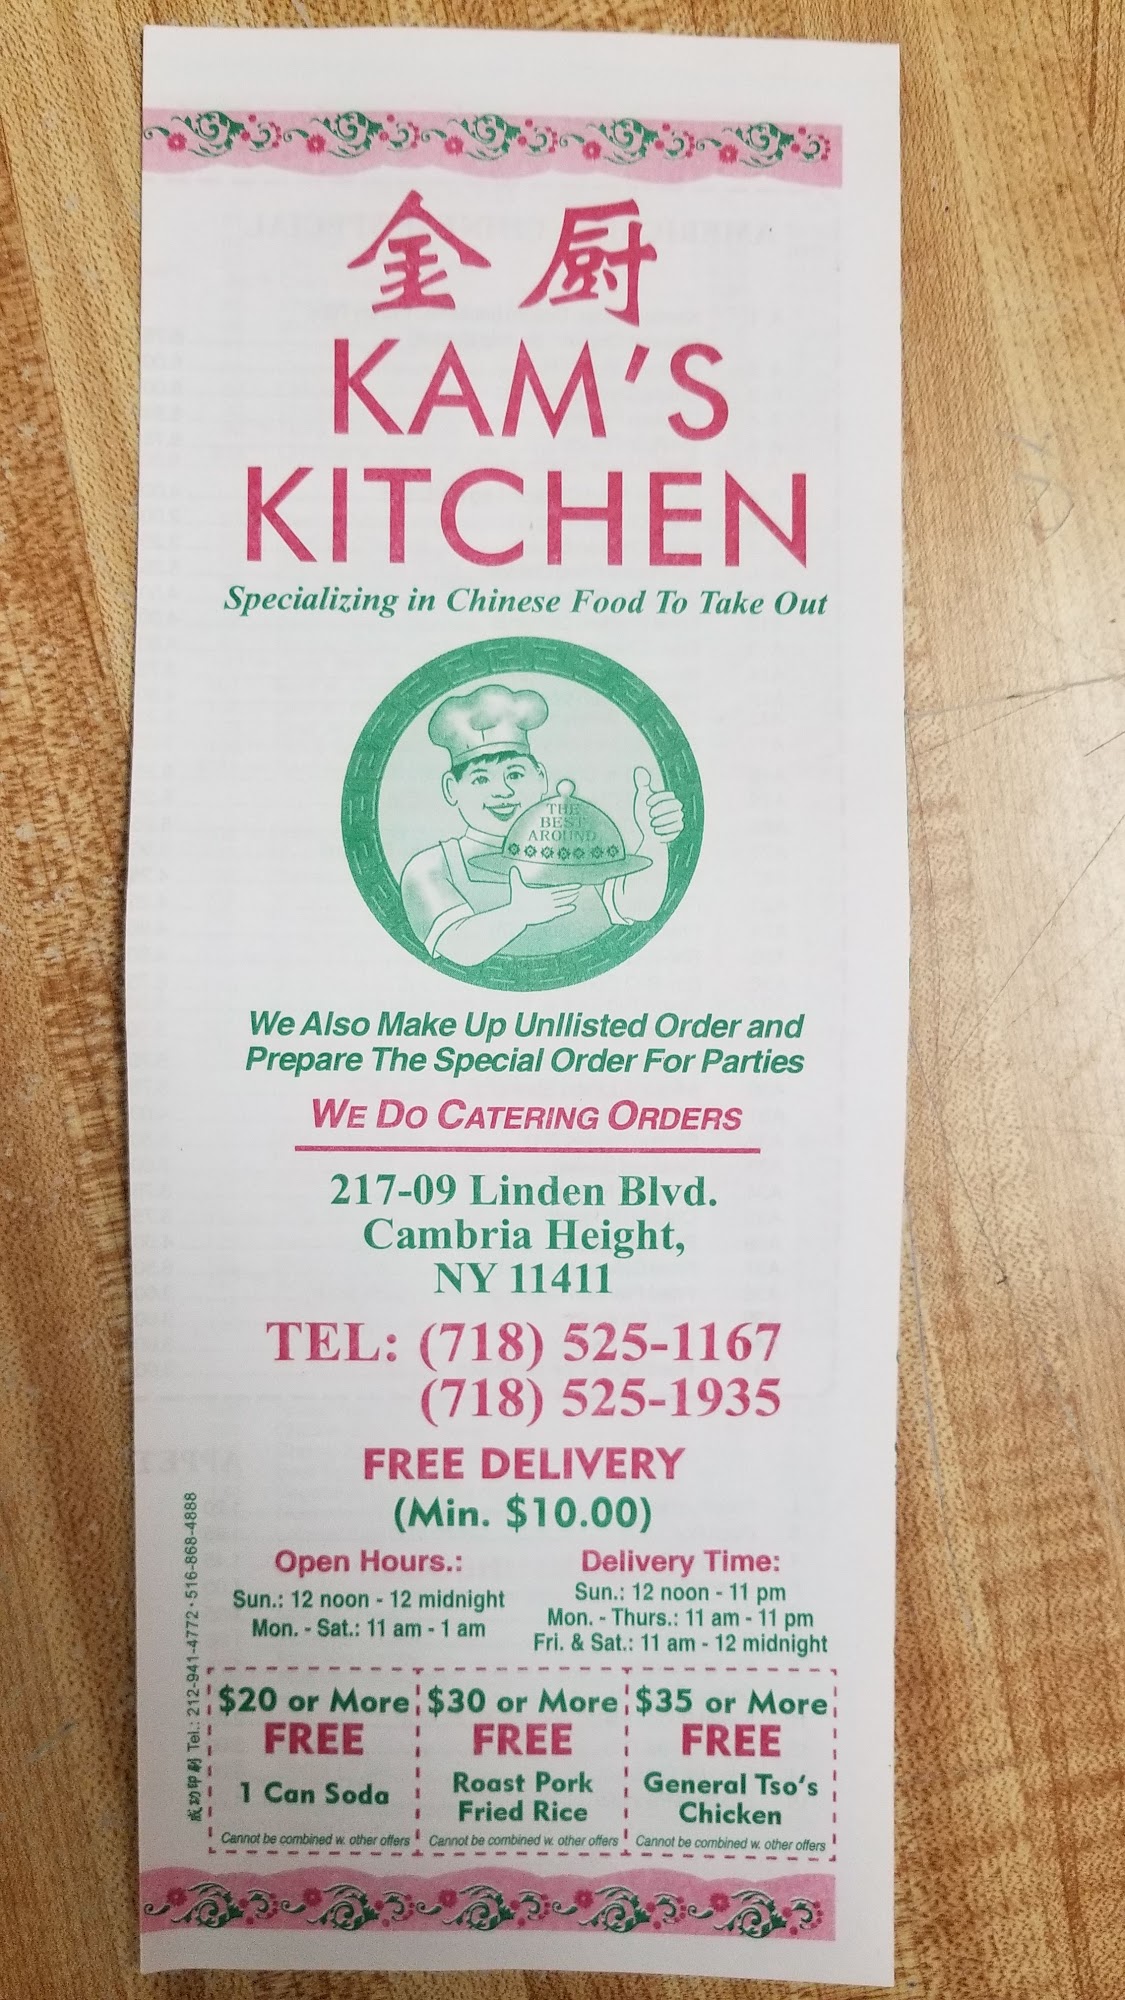 金厨
KAM'S
KITCHEN
Specializing in Chinese Food To Take Out
THE
BEST
AROUND
We Also Make Up Unllisted Order and
Prepare The Special Order For Parties
WE DO CATERING ORDERS
217-09 Linden Blvd.
Cambria Height,
NY 11411
TEL: (718) 525-1167
(718) 525-1935
FREE DELIVERY
(Min. $10.00)
Open Hours.:
Sun.: 12 noon - 12 midnight
Mon. - Sat.: 11 am - 1 am
Delivery Time:
Sun.: 12 noon - 11 pm
Mon. - Thurs.: 11 am - 11 pm
Fri. & Sat.: 11 am - 12 midnight
成功印刷 Tel.: 212-941-4772 · 516-868-4888
$20 or More
FREE
1 Can Soda
Cannot be combined w. other offers
$30 or More
FREE
Roast Pork
Fried Rice
Cannot be combined w. other offers
$35 or More
FREE
General Tso's
Chicken
Cannot be combined w. other offers